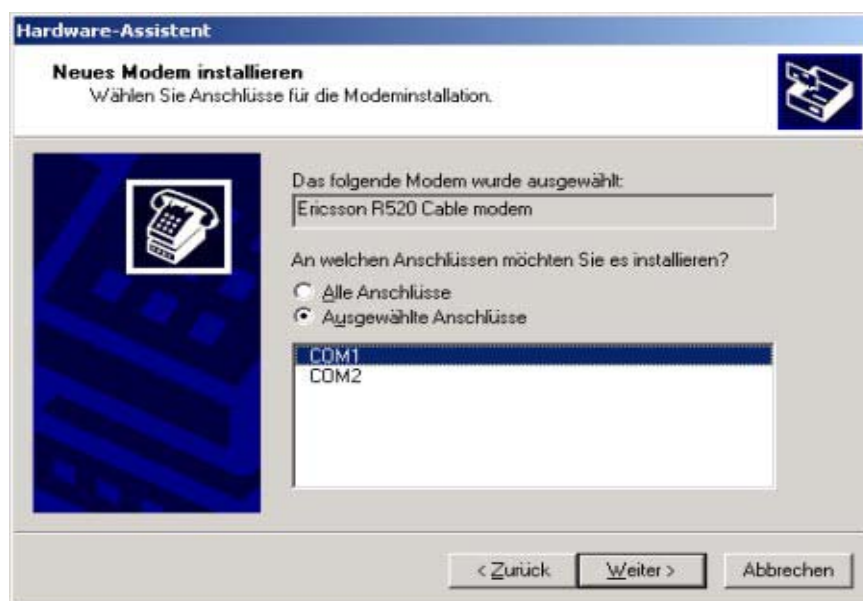 Hardware-Assistent
Neues Modem installieren
Wählen Sie Anschlüsse für die Modeminstallation.
Das folgende Modem wurde ausgewählt:
Ericsson R520 Cable modem
An welchen Anschlüssen möchten Sie es installieren?
Alle Anschlüsse
Ausgewählte Anschlüsse
COM1
COM2
< Zurück Weiter > Abbrechen